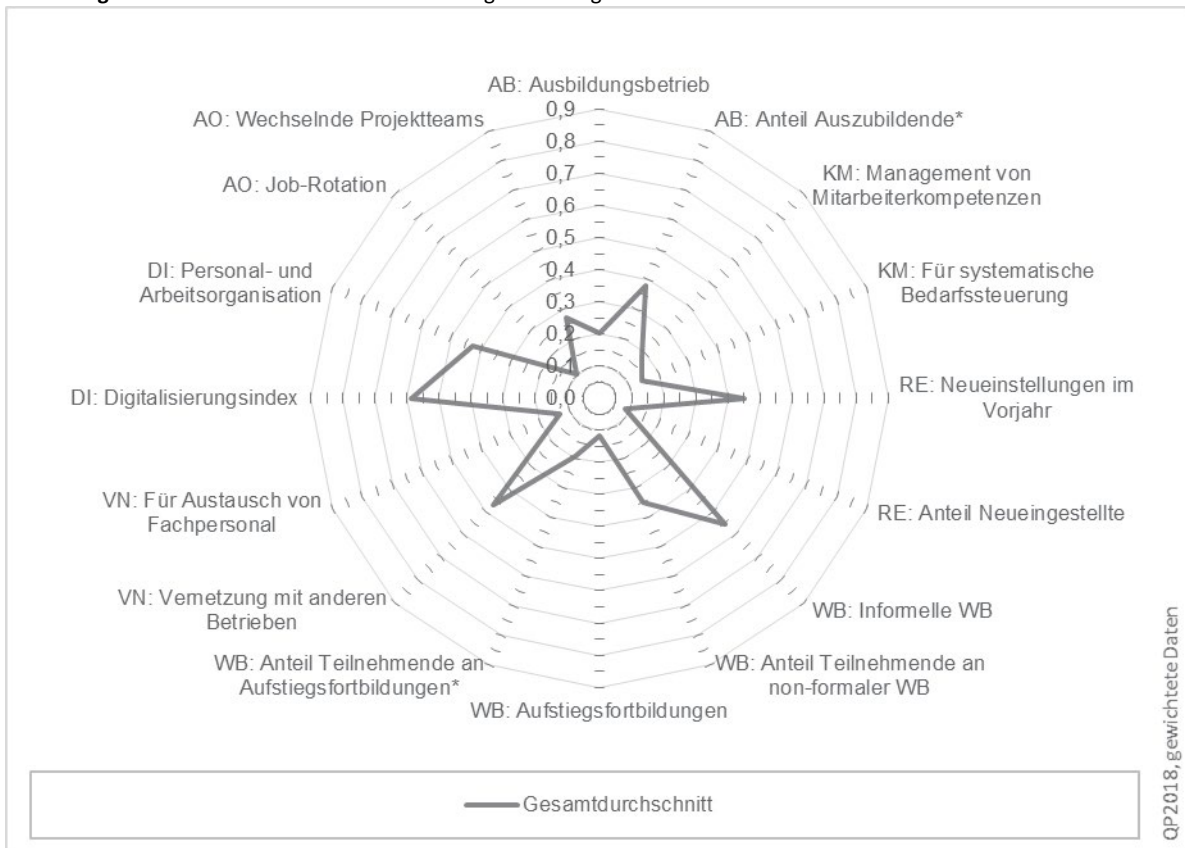 AB: Ausbildungsbetrieb
0,9
0,8
0,7
0,6
0,5
0,4
0,3
0,2
0,1
0,0
AB: Anteil Auszubildende*
KM: Management von
Mitarbeiterkompetenzen
KM: Für systematische
Bedarfssteuerung
RE: Neueinstellungen im
Vorjahr
RE: Anteil Neueingestellte
WB: Informelle WB
WB: Anteil Teilnehmende an
non-formaler WB
WB: Aufstiegsfortbildungen
WB: Anteil Teilnehmende an
Aufstiegsfortbildungen*
VN: Vernetzung mit anderen
Betrieben
VN: Für Austausch von
Fachpersonal
DI: Digitalisierungsindex
DI: Personal- und
Arbeitsorganisation
AO: Job-Rotation
AO: Wechselnde Projektteams
Gesamtdurchschnitt
QP2018, gewichtete Daten